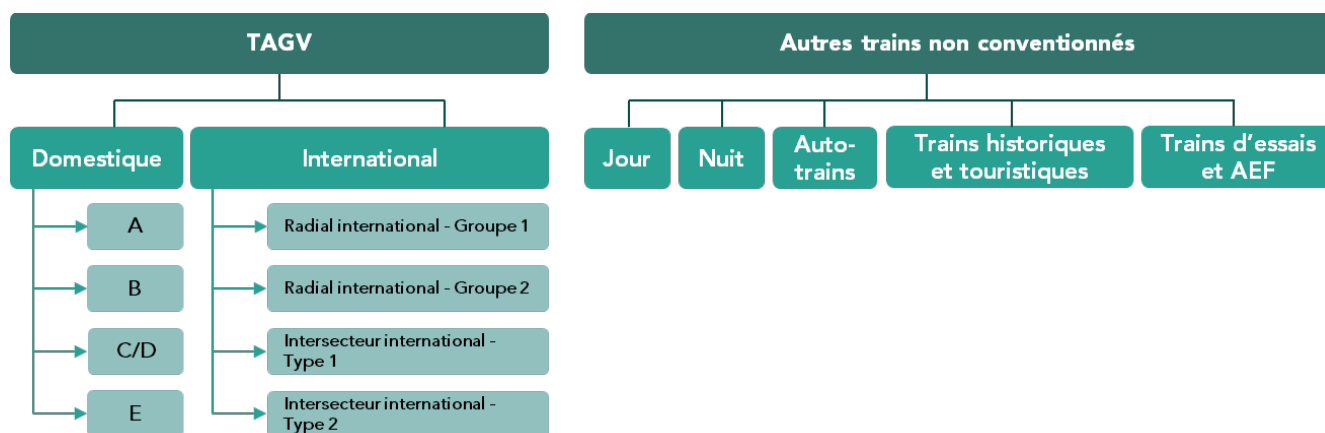 TAGV
Autres trains non conventionnés
Domestique
International
Jour
Nuit
Auto-
trains
Trains historiques
et touristiques
Trains d'essais
et AEF
A
Radial international - Groupe 1
B
Radial international - Groupe 2
C/D
Intersecteur international -
Type 1
E
Intersecteur international -
Type 2